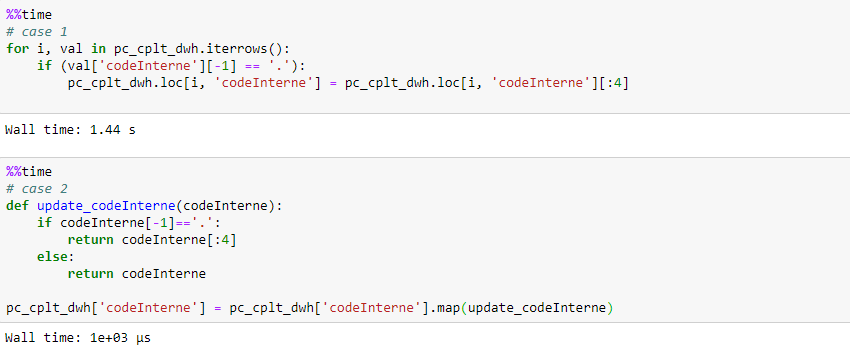 %%time
# case 1
for i, val in pc_cplt_dwh.iterrows():
    if (val['codeInterne'][-1] == '.'):
        pc_cplt_dwh.loc[i, 'codeInterne'] = pc_cplt_dwh.loc[i, 'codeInterne'][:4]
Wall time: 1.44 s
%%time
# case 2
def update_codeInterne(codeInterne):
    if codeInterne[-1]=='.':
        return codeInterne[:4]
    else:
        return codeInterne
pc_cplt_dwh['codeInterne'] = pc_cplt_dwh['codeInterne'].map(update_codeInterne)
Wall time: 1e+03 µs